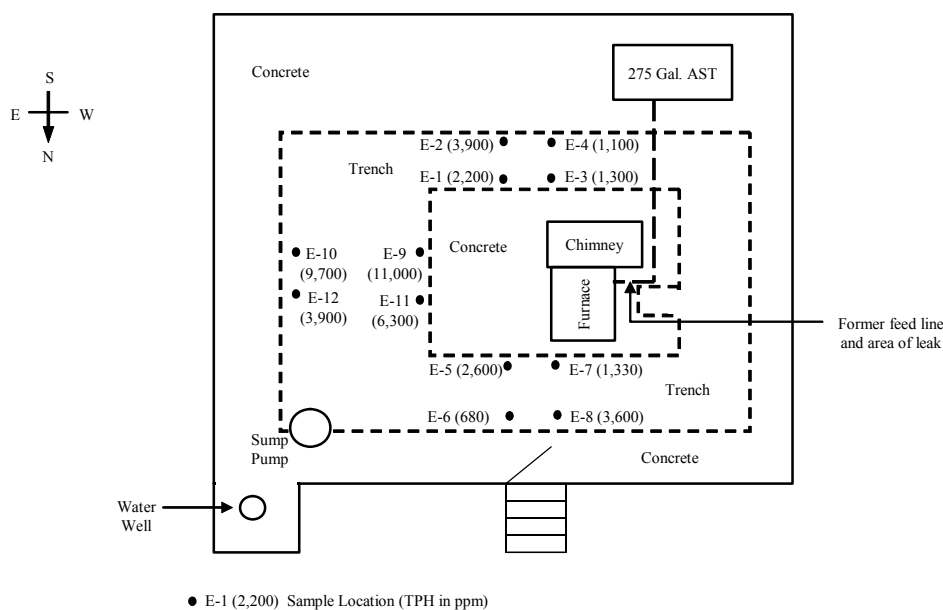 S
E W
N
Concrete
275 Gal. AST
E-2 (3,900)
E-4 (1,100)
Trench
E-1 (2,200)
E-3 (1,300)
Concrete
Chimney
E-10
(9,700)
E-9
(11,000)
E-12
(3,900)
E-11
(6,300)
Furnace
Former feed line
and area of leak
E-5 (2,600)
E-7 (1,330)
Trench
E-6 (680)
E-8 (3,600)
Sump
Pump
Concrete
Water
Well
E-1 (2,200) Sample Location (TPH in ppm)